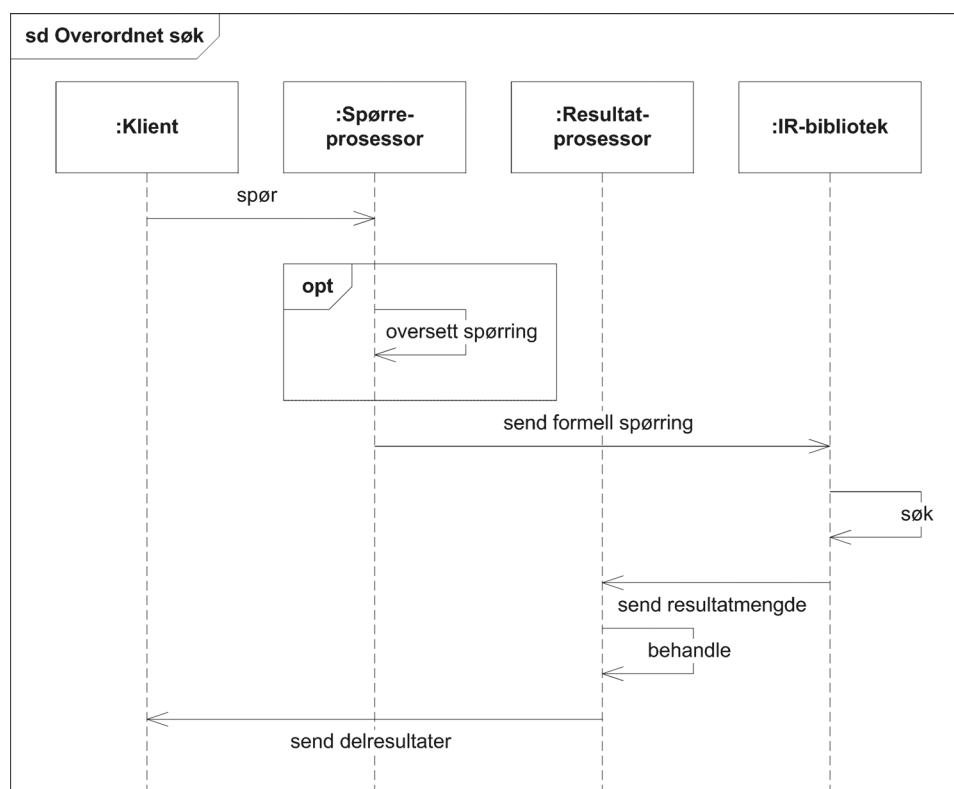 sd Overordnet søk
:Klient
:Spørre-
prosessor
:Resultat-
prosessor
:IR-bibliotek
spør
opt
oversett spørring
send formell spørring
søk
send resultatmengde
behandle
send delresultater